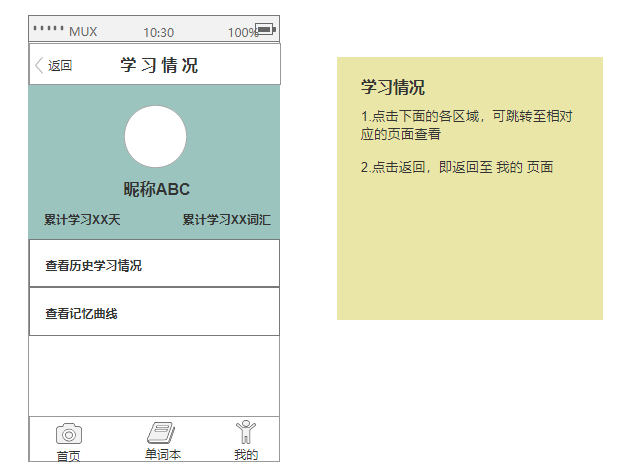 MUX 10:30 100%
返回 学习情况
昵称ABC
累计学习XX天 累计学习XX词汇
查看历史学习情况
查看记忆曲线
首页 单词本 我的
学习情况
1.点击下面的各区域，可跳转至相对
应的页面查看
2.点击返回，即返回至 我的 页面